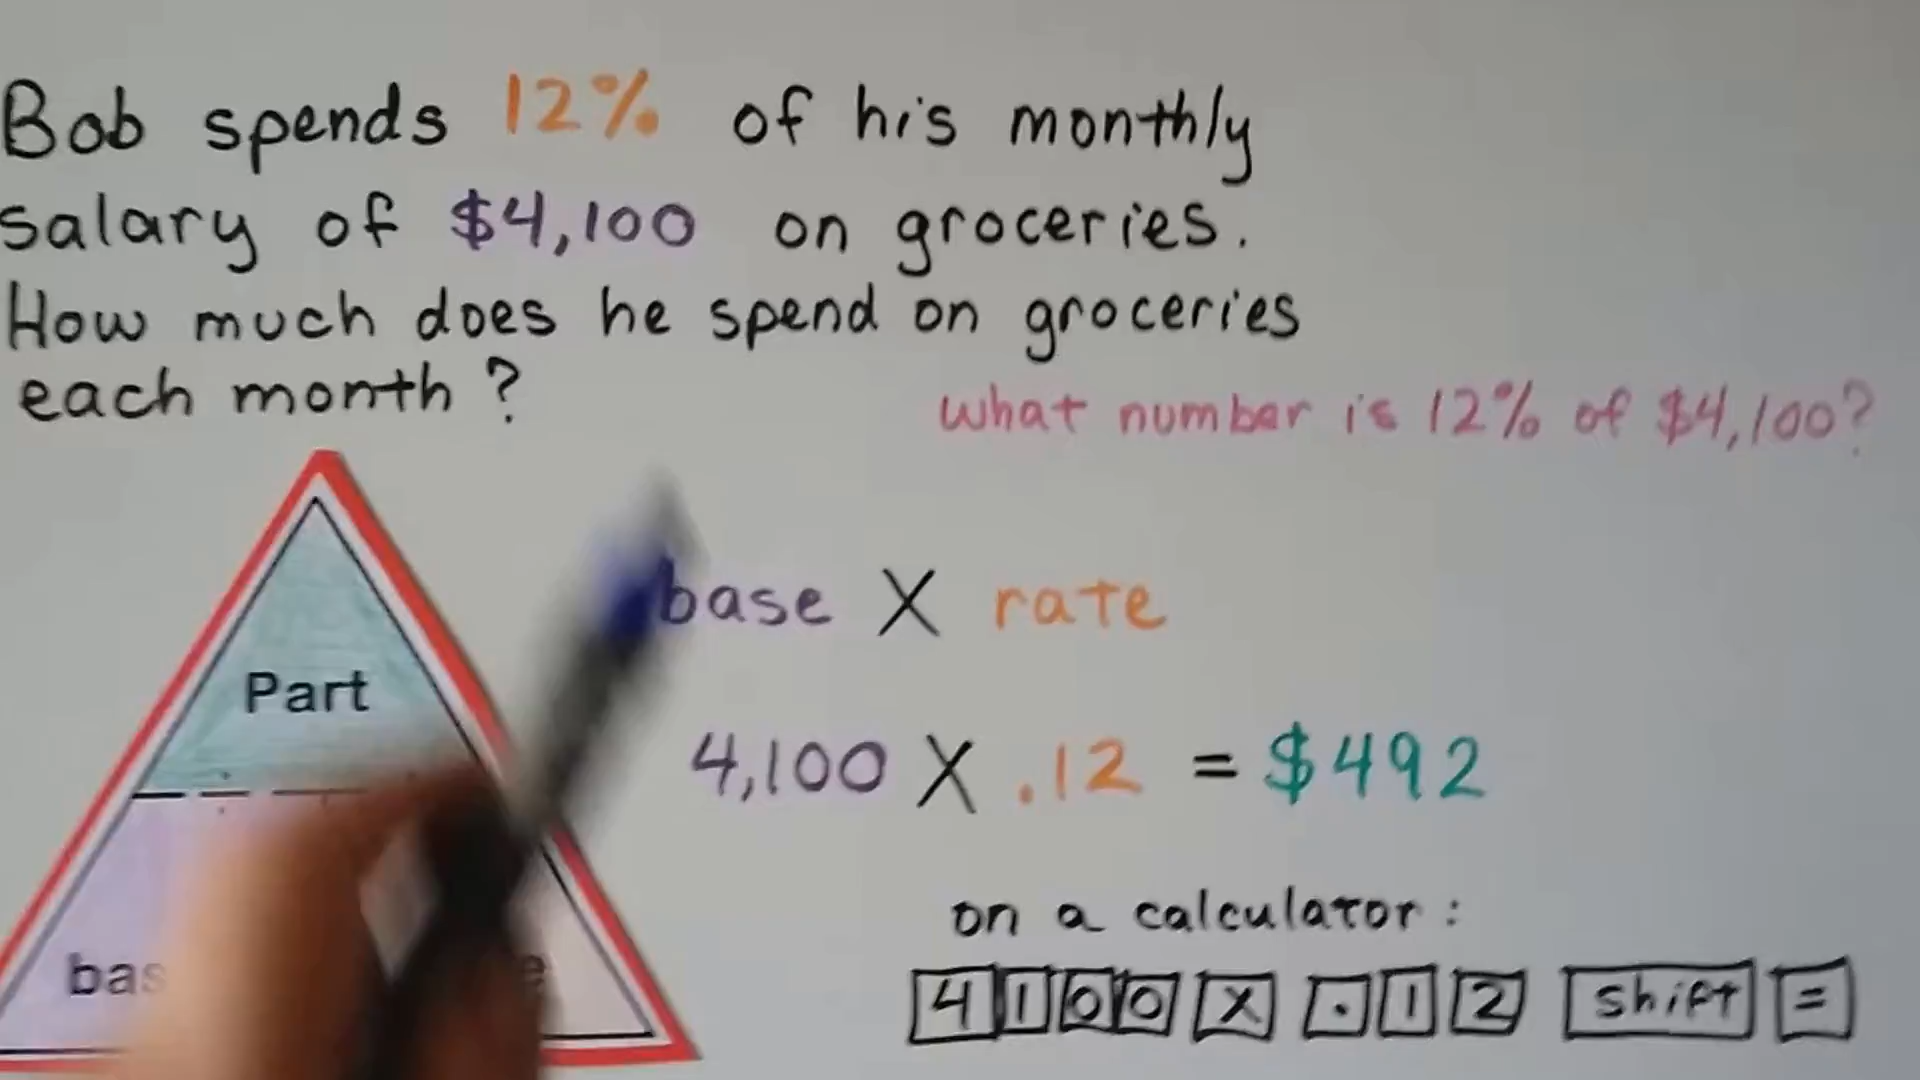 Bob spends 12% of his monthly
salary of $4,100 on groceries.
How much does he spend on groceries
each month?
what number is 12% of $4,100?
base X rate
Part
4,100 X .12 = $492
on a calculator:
4 1 0 0 X . 1 2 shift =